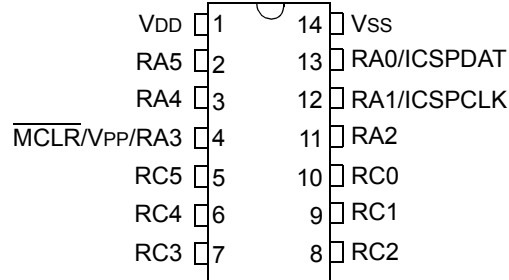 VDD 1 14 VSS
RA5 2 13 RA0/ICSPDAT
RA4 3 12 RA1/ICSPCLK
MCLR/VPP/RA3 4 11 RA2
RC5 5 10 RC0
RC4 6 9 RC1
RC3 7 8 RC2